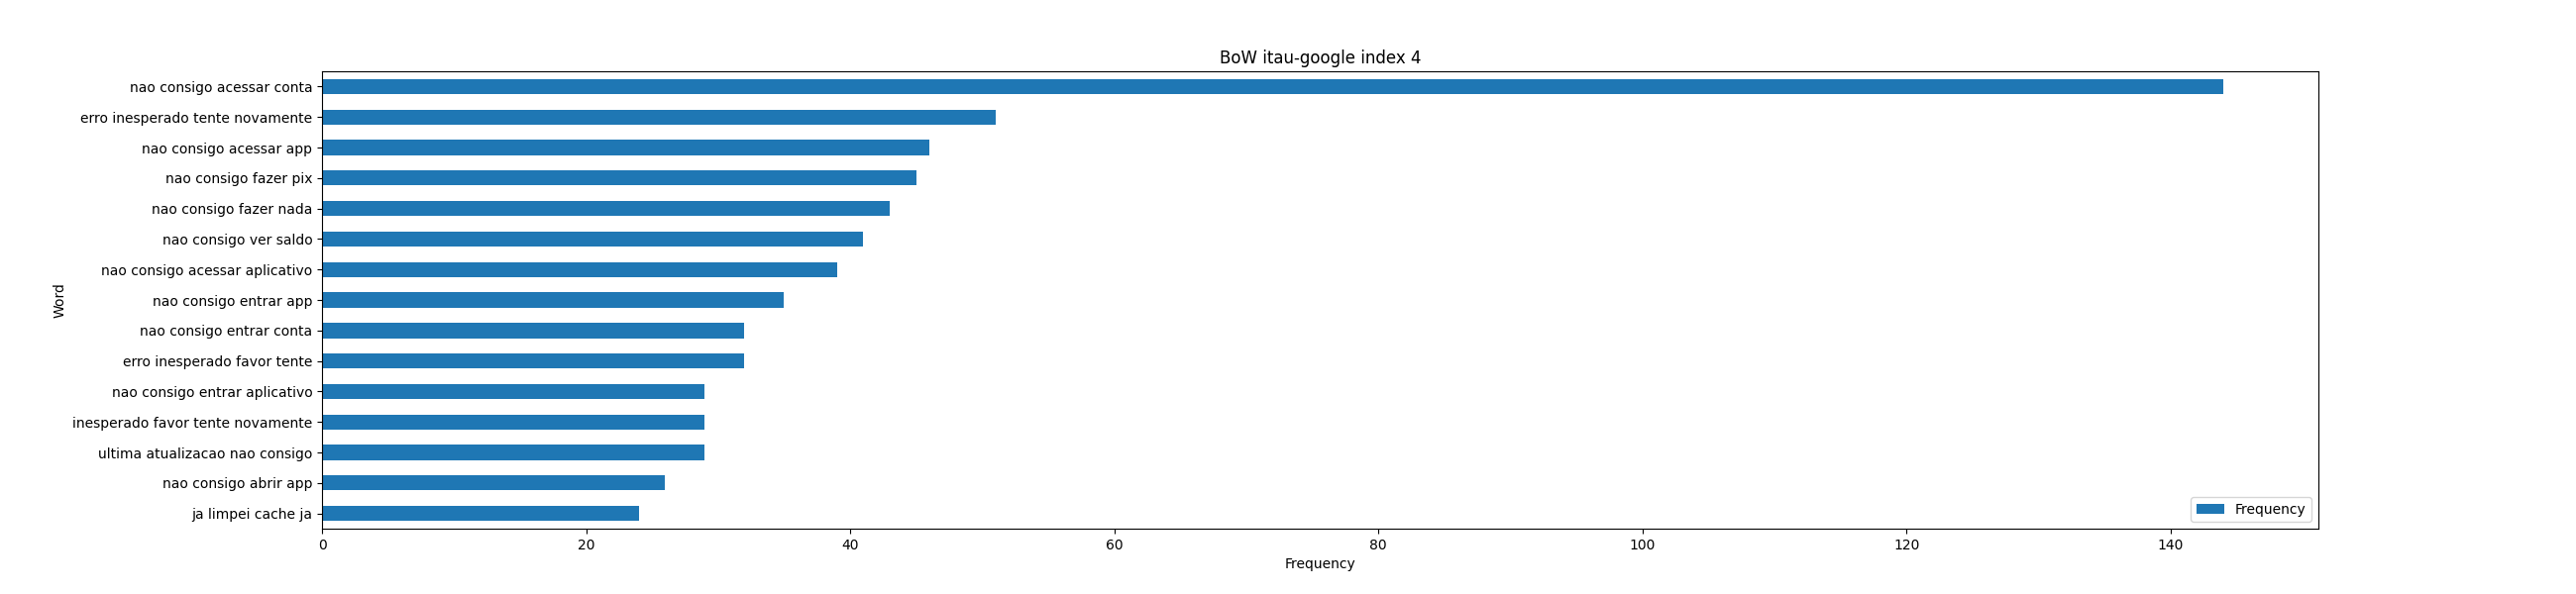 BoW itau-google index 4
nao consigo acessar conta
erro inesperado tente novamente
nao consigo acessar app
nao consigo fazer pix
nao consigo fazer nada
nao consigo ver saldo
nao consigo acessar aplicativo
nao consigo entrar app
nao consigo entrar conta
erro inesperado favor tente
nao consigo entrar aplicativo
inesperado favor tente novamente
ultima atualizacao nao consigo
nao consigo abrir app
ja limpei cache ja
Word
Frequency
0 20 40 60 80 100 120 140
Frequency